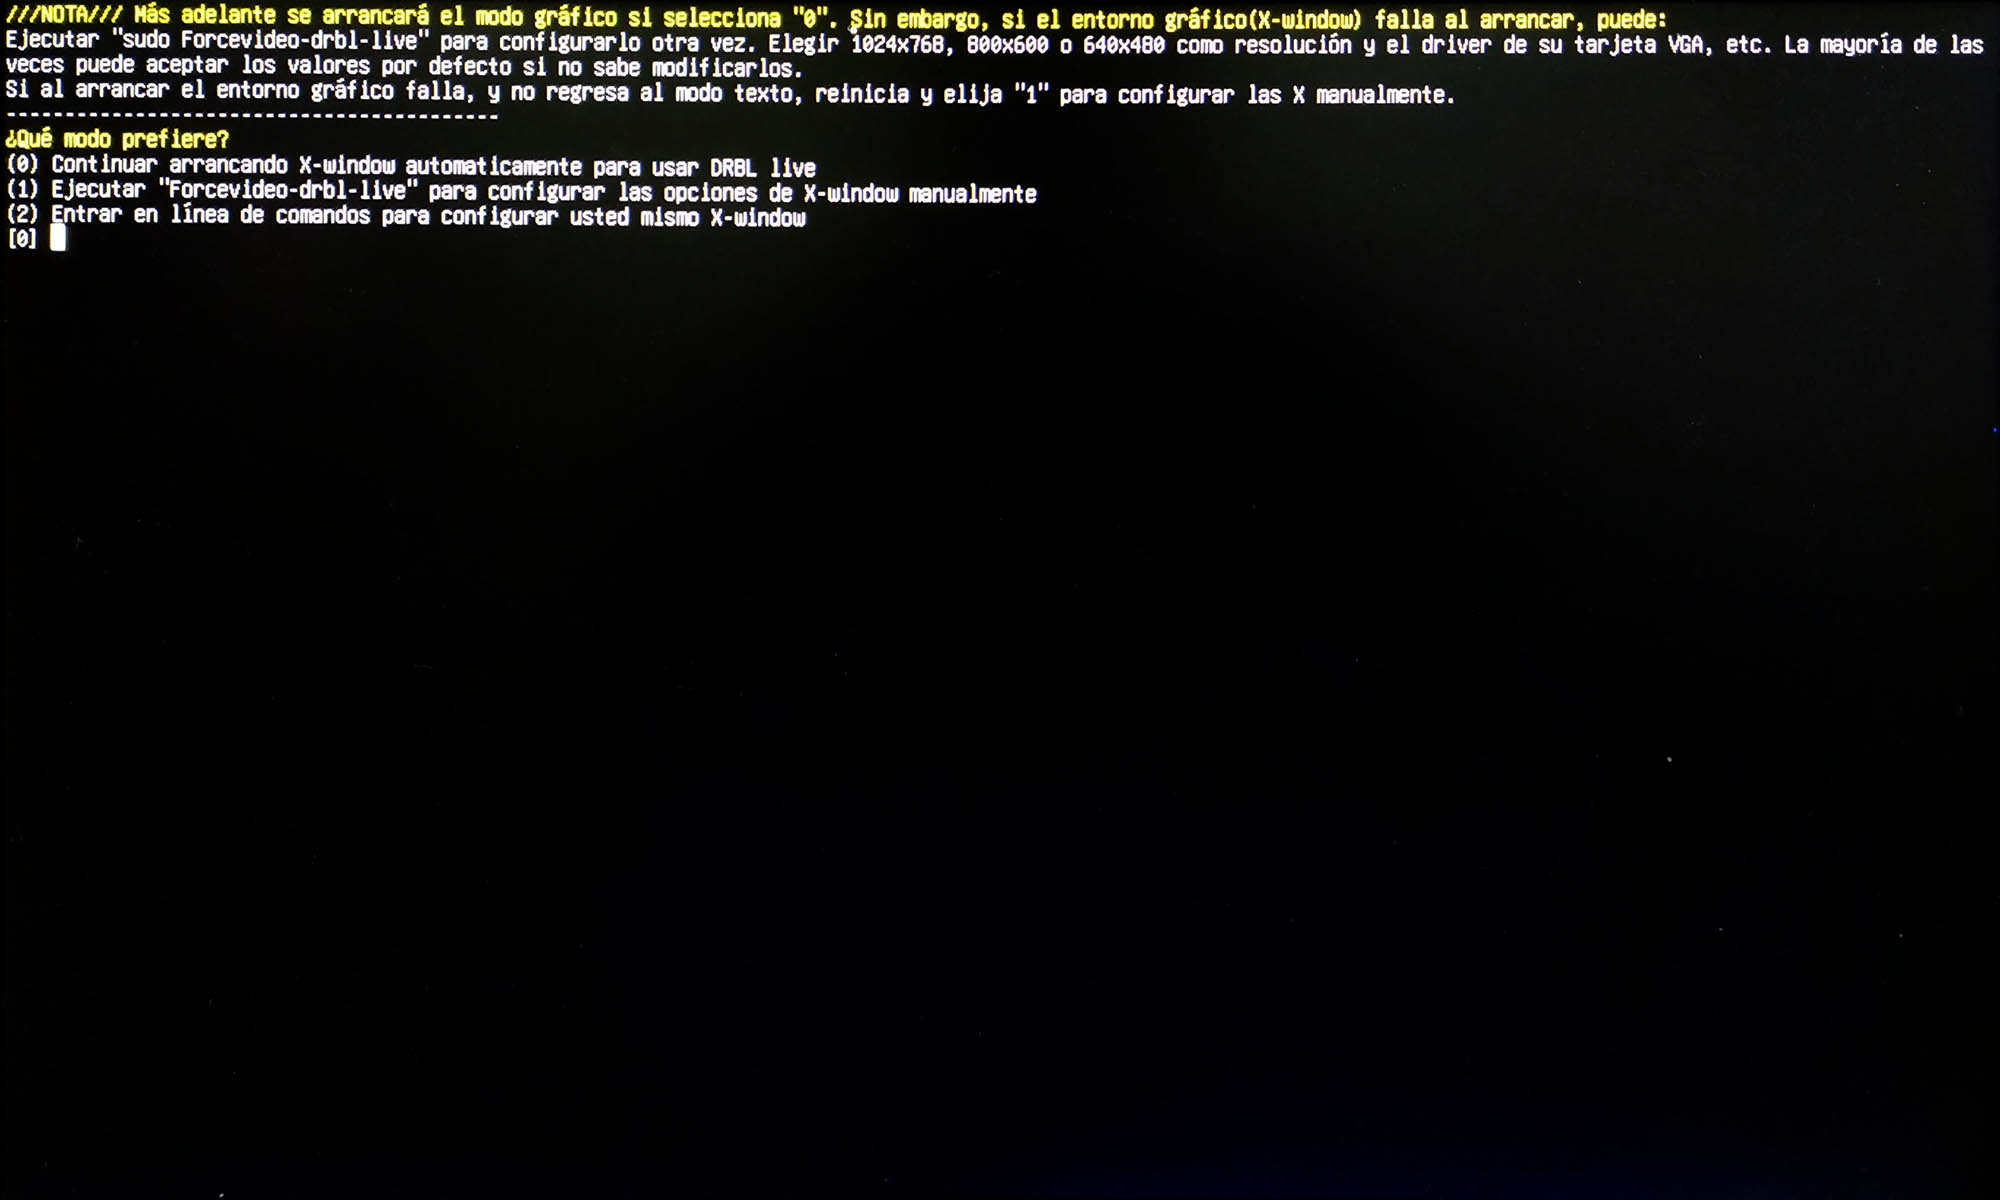 ///NOTA/// Más adelante se arrancará el modo gráfico si selecciona "0". Sin embargo, si el entorno gráfico(X-window) falla al arrancar, puede:
Ejecutar "sudo Forcevideo-drbl-live" para configurarlo otra vez. Elegir 1024x768, 800x600 o 640x480 como resolución y el driver de su tarjeta VGA, etc. La mayoría de las
veces puede aceptar los valores por defecto si no sabe modificarlos.
Si al arrancar el entorno gráfico falla, y no regresa al modo texto, reinicia y elija "1" para configurar las X manualmente.
------------------------------------------
¿Qué modo prefiere?
(0) Continuar arrancando X-window automaticamente para usar DRBL live
(1) Ejecutar "Forcevideo-drbl-live" para configurar las opciones de X-window manualmente
(2) Entrar en línea de comandos para configurar usted mismo X-window
[0]